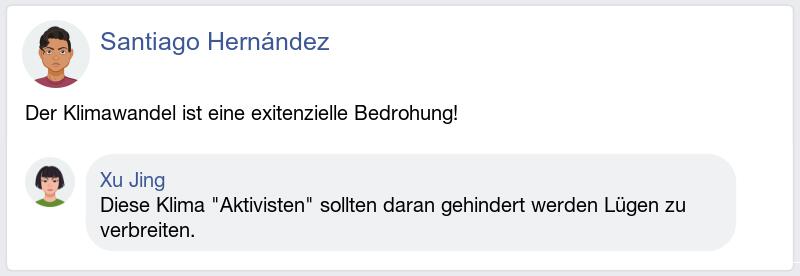 Santiago Hernández
Der Klimawandel ist eine exitenzielle Bedrohung!
Xu Jing
Diese Klima "Aktivisten" sollten daran gehindert werden Lügen zu
verbreiten.